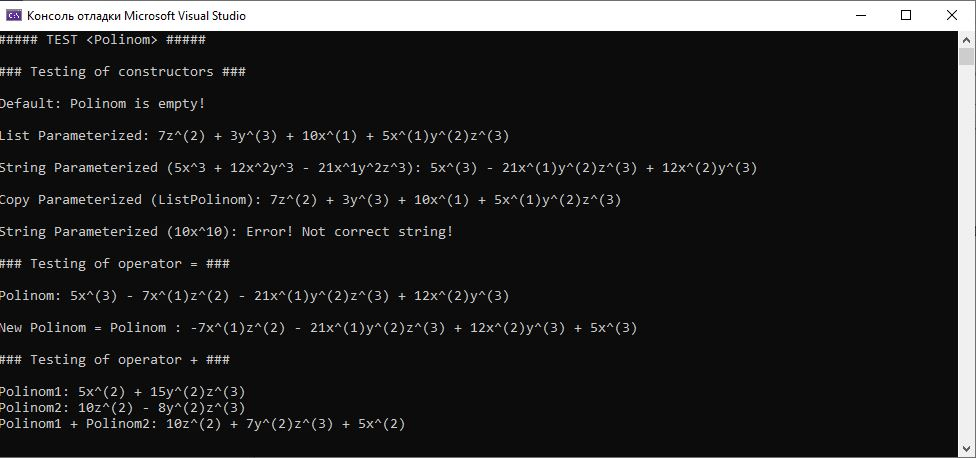 Консоль отладки Microsoft Visual Studio
##### TEST <Polinom> #####
### Testing of constructors ###
Default: Polinom is empty!
List Parameterized: 7z^(2) + 3y^(3) + 10x^(1) + 5x^(1)y^(2)z^(3)
String Parameterized (5x^3 + 12x^2y^3 - 21x^1y^2z^3): 5x^(3) - 21x^(1)y^(2)z^(3) + 12x^(2)y^(3)
Copy Parameterized (ListPolinom): 7z^(2) + 3y^(3) + 10x^(1) + 5x^(1)y^(2)z^(3)
String Parameterized (10x^10): Error! Not correct string!
### Testing of operator = ###
Polinom: 5x^(3) - 7x^(1)z^(2) - 21x^(1)y^(2)z^(3) + 12x^(2)y^(3)
New Polinom = Polinom : -7x^(1)z^(2) - 21x^(1)y^(2)z^(3) + 12x^(2)y^(3) + 5x^(3)
### Testing of operator + ###
Polinom1: 5x^(2) + 15y^(2)z^(3)
Polinom2: 10z^(2) - 8y^(2)z^(3)
Polinom1 + Polinom2: 10z^(2) + 7y^(2)z^(3) + 5x^(2)